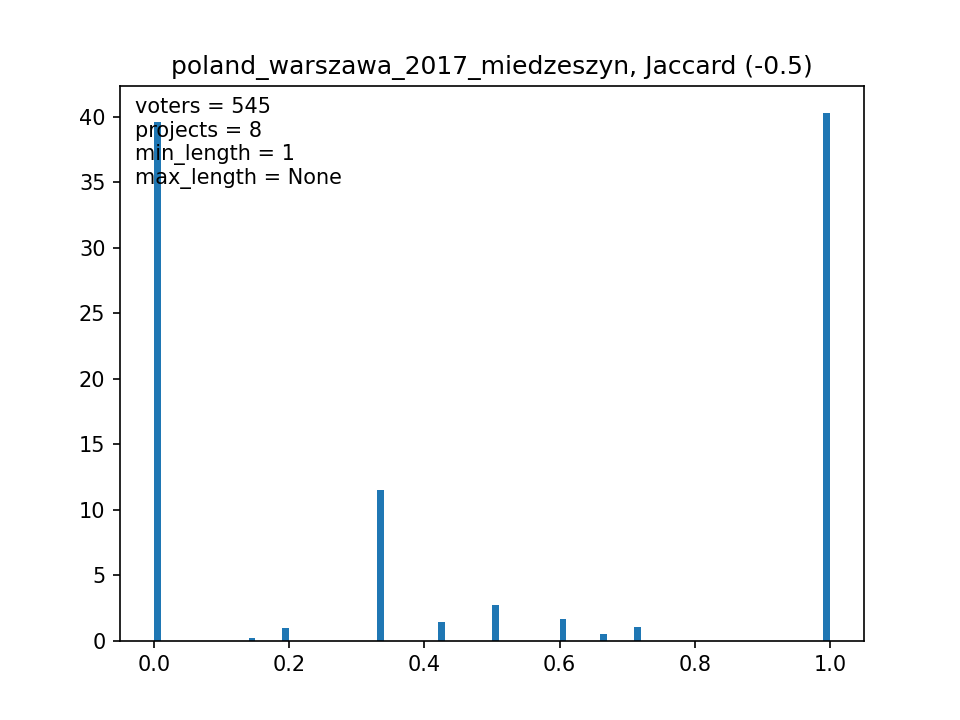 poland_warszawa_2017_miedzeszyn, Jaccard (-0.5)
voters = 545
projects = 8
min_length = 1
max_length = None
40
35
30
25
20
15
10
5
0
0.0 0.2 0.4 0.6 0.8 1.0